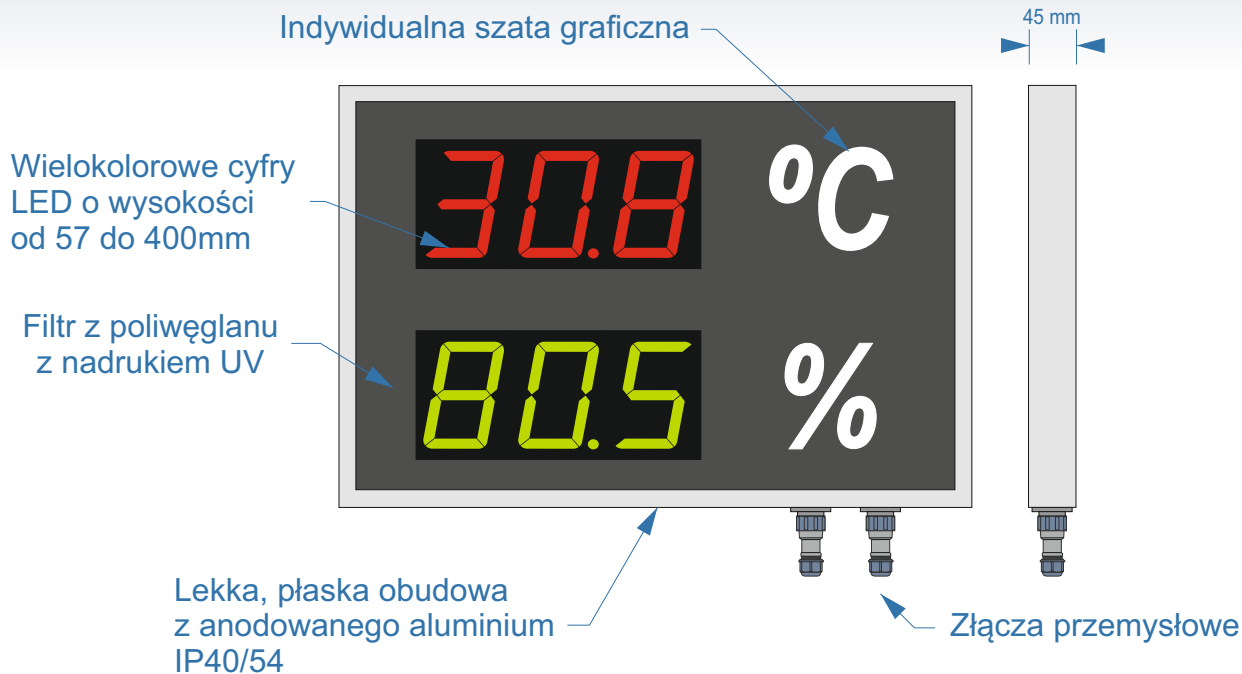 Indywidualna szata graficzna
45 mm
Wielokolorowe cyfry
LED o wysokości
od 57 do 400mm
30.8
ºC
Filtr z poliwęglanu
z nadrukiem UV
80.5
%
Lekka, płaska obudowa
z anodowanego aluminium
IP40/54
Złącza przemysłowe